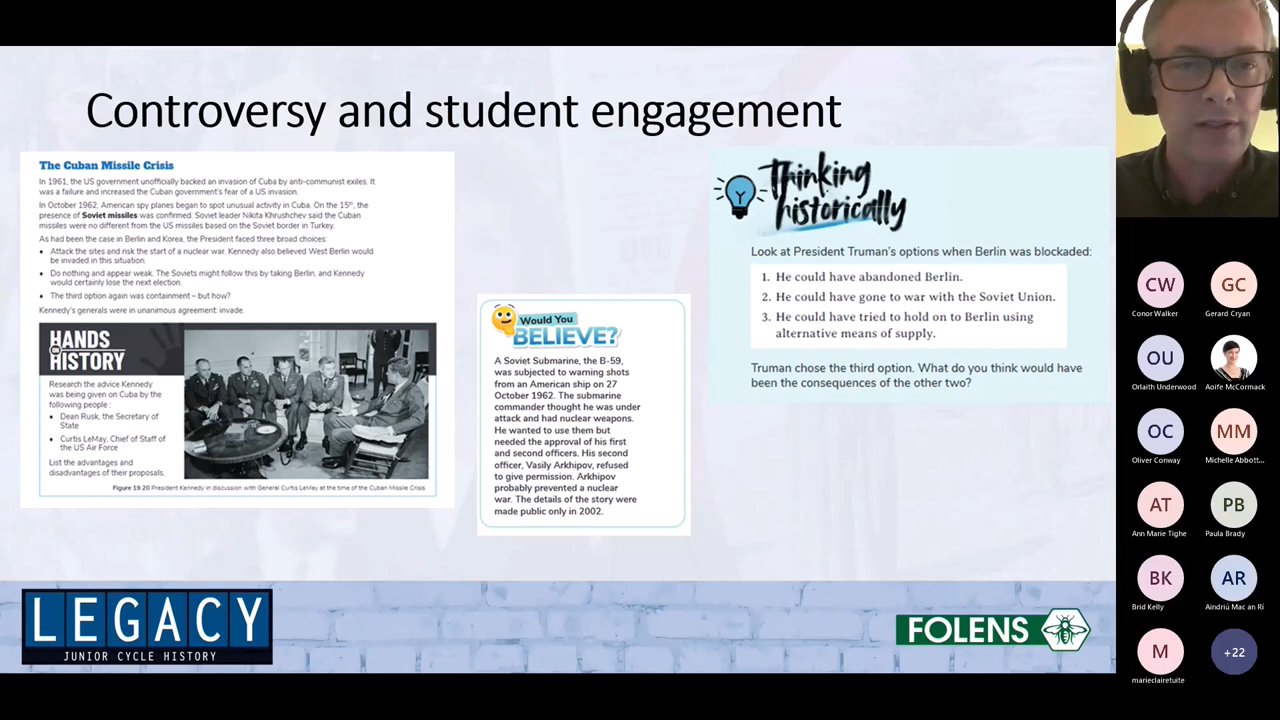 Controversy and student engagement
The Cuban Missile Crisis
In 1961, the US government unofficially backed an invasion of Cuba by anti-communist exiles. It
was a failure and increased the Cuban government's fear of a US invasion.
In October 1962, American spy planes began to spot unusual activity in Cuba. On the 15th, the
presence of Soviet missiles was confirmed. Soviet leader Nikita Khrushchev said the Cuban
missiles were no different from the US missiles based on the Soviet border in Turkey.
As had been the case in Berlin and Korea, the President faced three broad choices:
• Attack the sites and risk the start of a nuclear war. Kennedy also believed West Berlin would
be invaded in this situation.
• Do nothing and appear weak. The Soviets might follow this by taking Berlin, and Kennedy
would certainly lose the next election.
• The third option again was containment – but how?
Kennedy's generals were in unanimous agreement: invade.
HANDS
ON
HISTORY
Research the advice Kennedy
was being given on Cuba by the
following people :
• Dean Rusk, the Secretary of
State
• Curtis LeMay, Chief of Staff of
the US Air Force
List the advantages and
disadvantages of their proposals.
Figure 19.20 President Kennedy in discussion with General Curtis LeMay at the time of the Cuban Missile Crisis
Would You
BELIEVE?
A Soviet Submarine, the B-59,
was subjected to warning shots
from an American ship on 27
October 1962. The submarine
commander thought he was under
attack and had nuclear weapons.
He wanted to use them but
needed the approval of his first
and second officers. His second
officer, Vasily Arkhipov, refused
to give permission. Arkhipov
probably prevented a nuclear
war. The details of the story were
made public only in 2002.
Thinking
historically
Look at President Truman's options when Berlin was blockaded:
1. He could have abandoned Berlin.
2. He could have gone to war with the Soviet Union.
3. He could have tried to hold on to Berlin using
alternative means of supply.
Truman chose the third option. What do you think would have
been the consequences of the other two?
LEGACY
JUNIOR CYCLE HISTORY
FOLENS
CW
Conor Walker
GC
Gerard Cryan
OU
Orlaith Underwood
Aoife McCormack
OC
Oliver Conway
MM
Michelle Abbott...
AT
Ann Marie Tighe
PB
Paula Brady
BK
Brid Kelly
AR
Aindriú Mac an Rí
M
marieclairetuite
+22